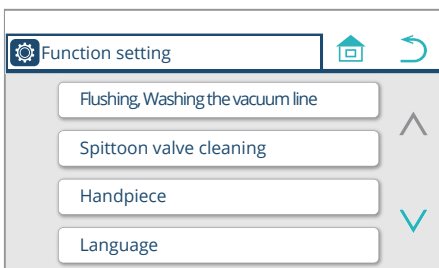 Function setting
Flushing, Washing the vacuum line
Spittoon valve cleaning
Handpiece
Language